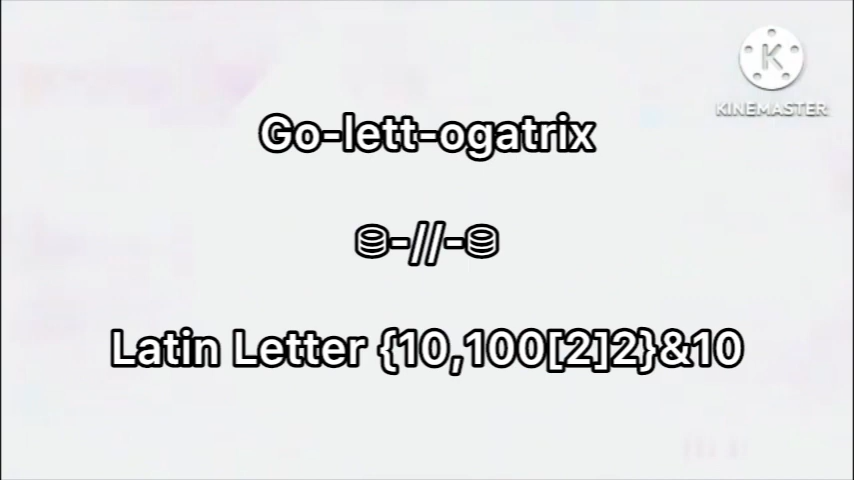 Go-lett-ogatrix
⛁-//-⛁
Latin Letter {10,100[2]2}&10
KINEMASTER